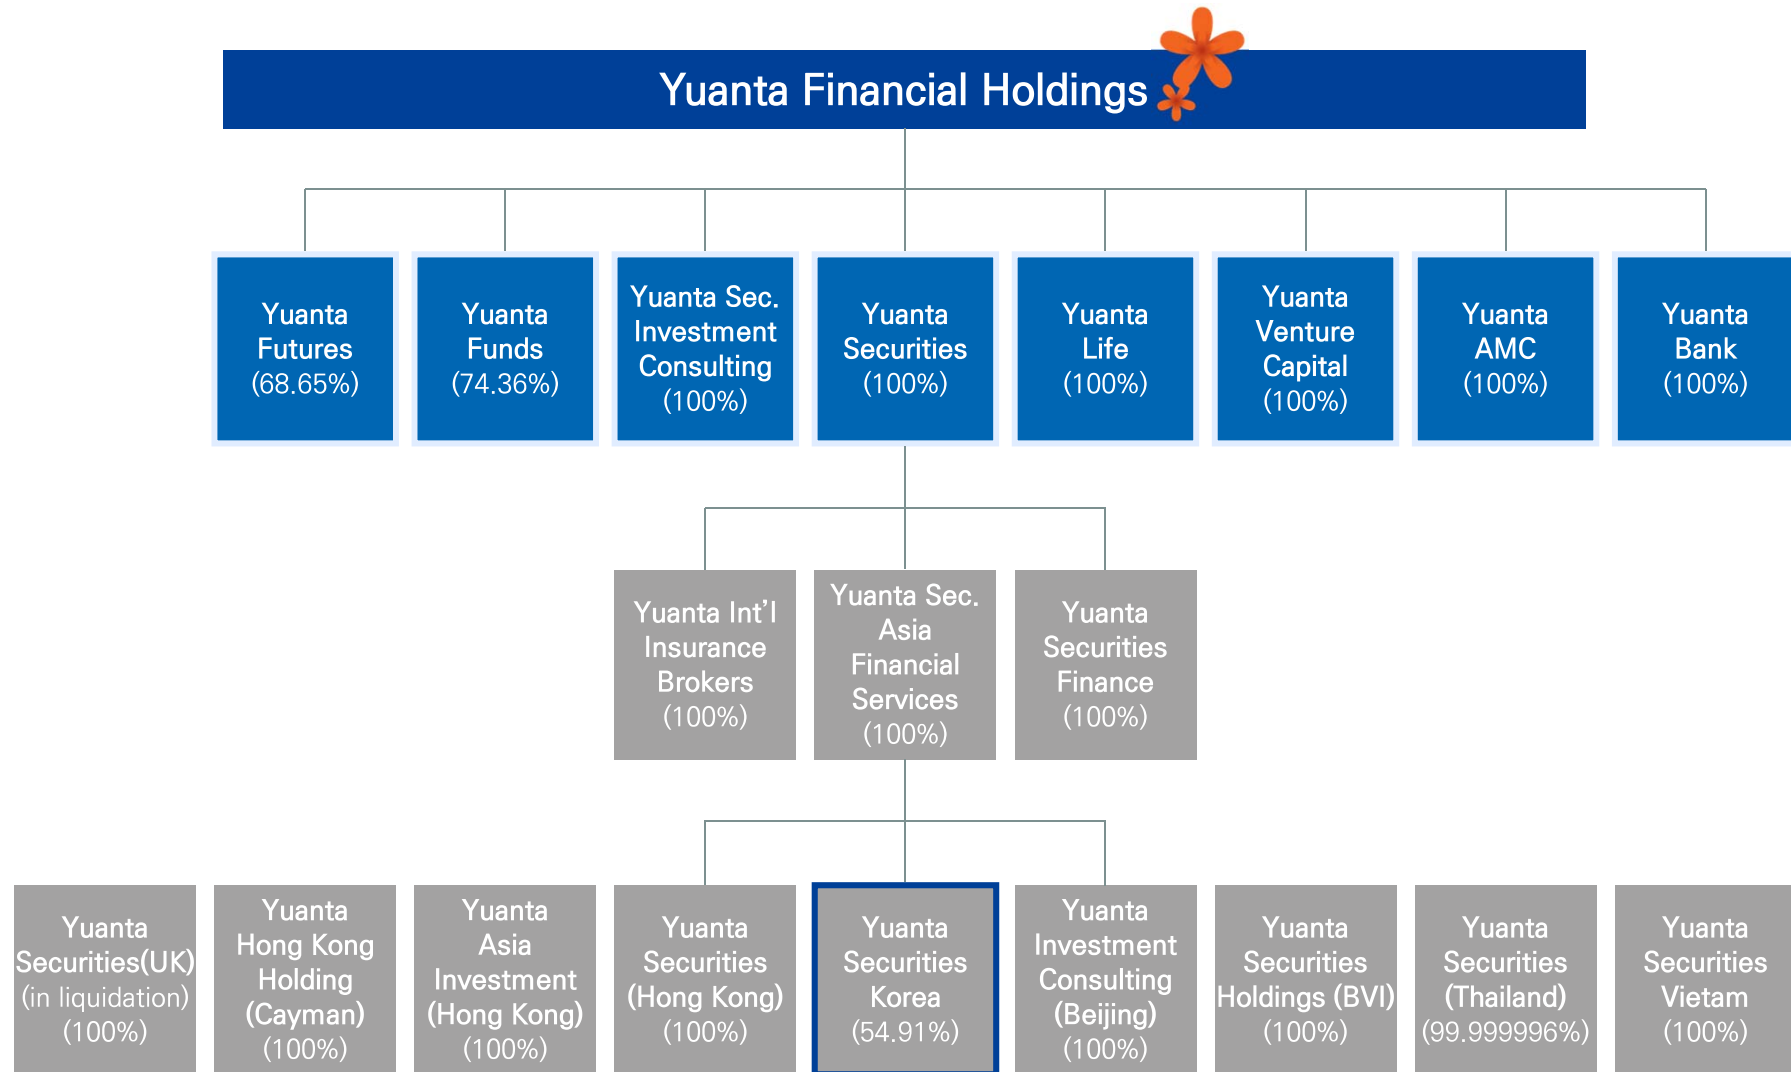 Yuanta Financial Holdings
Yuanta
Futures
(68.65%)
Yuanta
Funds
(74.36%)
Yuanta Sec.
Investment
Consulting
(100%)
Yuanta
Securities
(100%)
Yuanta
Life
(100%)
Yuanta
Venture
Capital
(100%)
Yuanta
AMC
(100%)
Yuanta
Bank
(100%)
Yuanta Int’l
Insurance
Brokers
(100%)
Yuanta Sec.
Asia
Financial
Services
(100%)
Yuanta
Securities
Finance
(100%)
Yuanta
Securities(UK)
(in liquidation)
(100%)
Yuanta
Hong Kong
Holding
(Cayman)
(100%)
Yuanta
Asia
Investment
(Hong Kong)
(100%)
Yuanta
Securities
(Hong Kong)
(100%)
Yuanta
Securities
Korea
(54.91%)
Yuanta
Investment
Consulting
(Beijing)
(100%)
Yuanta
Securities
Holdings (BVI)
(100%)
Yuanta
Securities
(Thailand)
(99.999996%)
Yuanta
Securities
Vietam
(100%)